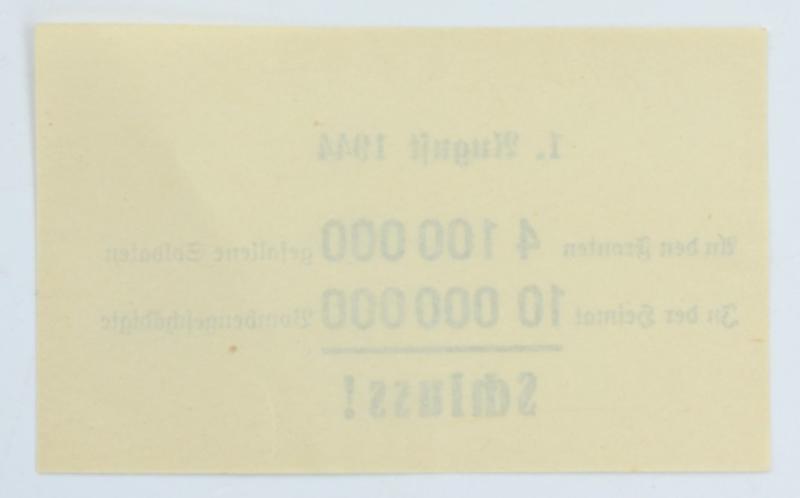 1. August 1944
An den Fronten 4 100 000 gefallene Soldaten
In der Heimat 10 000 000 Bombengeschädigte
Schluss!